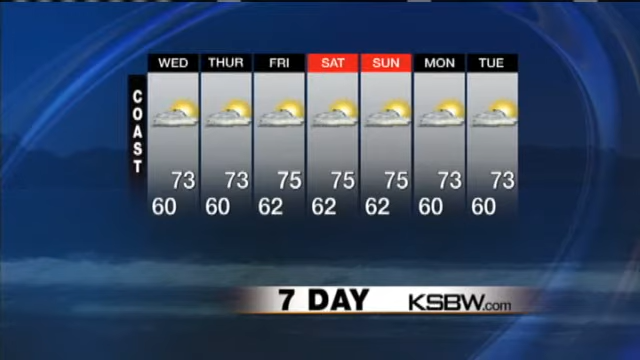 WED THUR FRI SAT SUN MON TUE
COAST
73 73 75 75 75 73 73
60 60 62 62 62 60 60
7 DAY KSBW.com